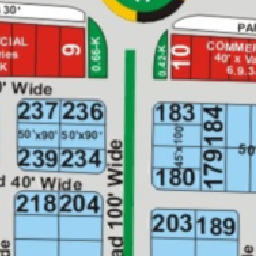 30'
CIAL
9
0.66-K
K
0.42-K
10
COMMER
40' x Va
6,9,3
' Wide
237 236
50'x90' 50'x90'
239 234
d 40' Wide
218 204
ad 100' Wide
183
184
45'x100'
180
179
50'
203 189